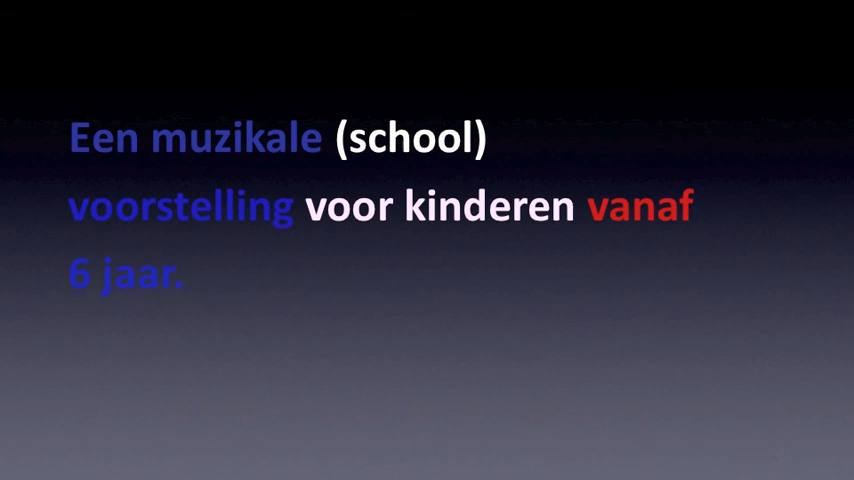 Een muzikale (school)
voorstelling voor kinderen vanaf
6 jaar.